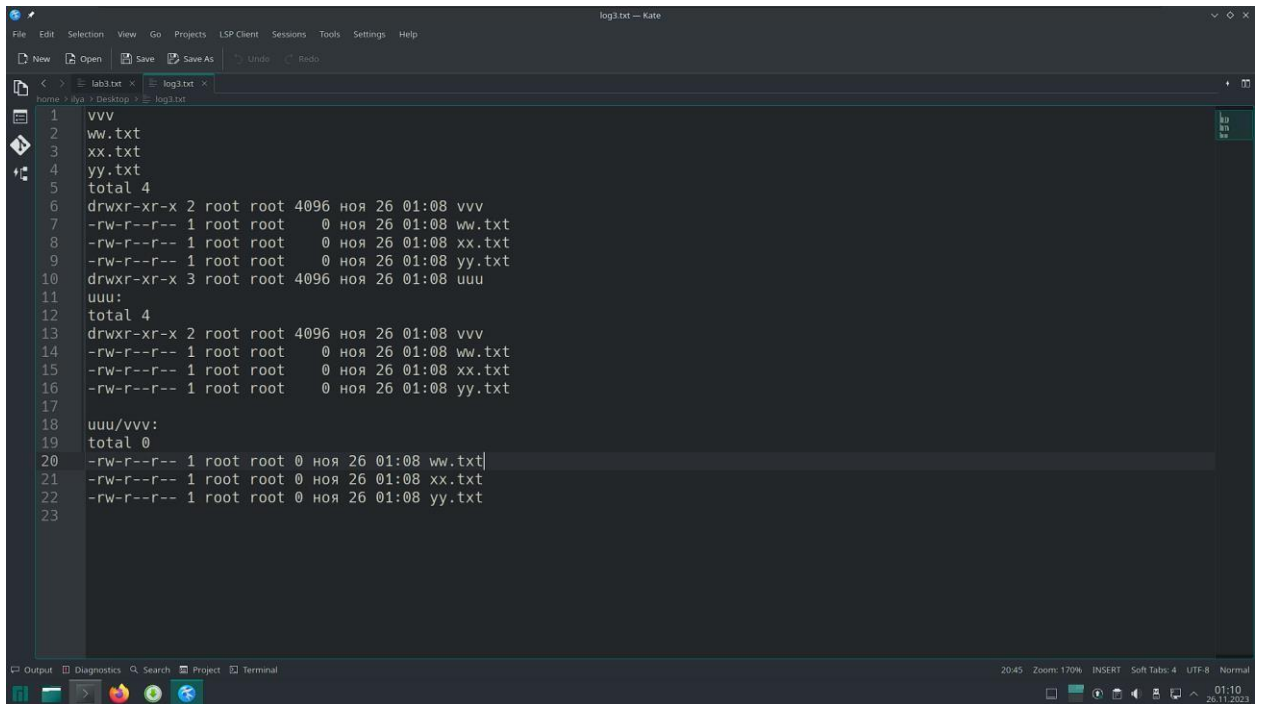 log3.txt — Kate
File Edit Selection View Go Projects LSP Client Sessions Tools Settings Help
New Open Save Save As Undo Redo
lab3.txt log3.txt
home > ilya > Desktop > log3.txt
1 vvv
2 ww.txt
3 xx.txt
4 yy.txt
5 total 4
6 drwxr-xr-x 2 root root 4096 ноя 26 01:08 vvv
7 -rw-r--r-- 1 root root    0 ноя 26 01:08 ww.txt
8 -rw-r--r-- 1 root root    0 ноя 26 01:08 xx.txt
9 -rw-r--r-- 1 root root    0 ноя 26 01:08 yy.txt
10 drwxr-xr-x 3 root root 4096 ноя 26 01:08 uuu
11 uuu:
12 total 4
13 drwxr-xr-x 2 root root 4096 ноя 26 01:08 vvv
14 -rw-r--r-- 1 root root    0 ноя 26 01:08 ww.txt
15 -rw-r--r-- 1 root root    0 ноя 26 01:08 xx.txt
16 -rw-r--r-- 1 root root    0 ноя 26 01:08 yy.txt
17
18 uuu/vvv:
19 total 0
20 -rw-r--r-- 1 root root 0 ноя 26 01:08 ww.txt
21 -rw-r--r-- 1 root root 0 ноя 26 01:08 xx.txt
22 -rw-r--r-- 1 root root 0 ноя 26 01:08 yy.txt
23
Output Diagnostics Search Project Terminal 20:45 Zoom: 170% INSERT Soft Tabs: 4 UTF-8 Normal
01:10
26.11.2023